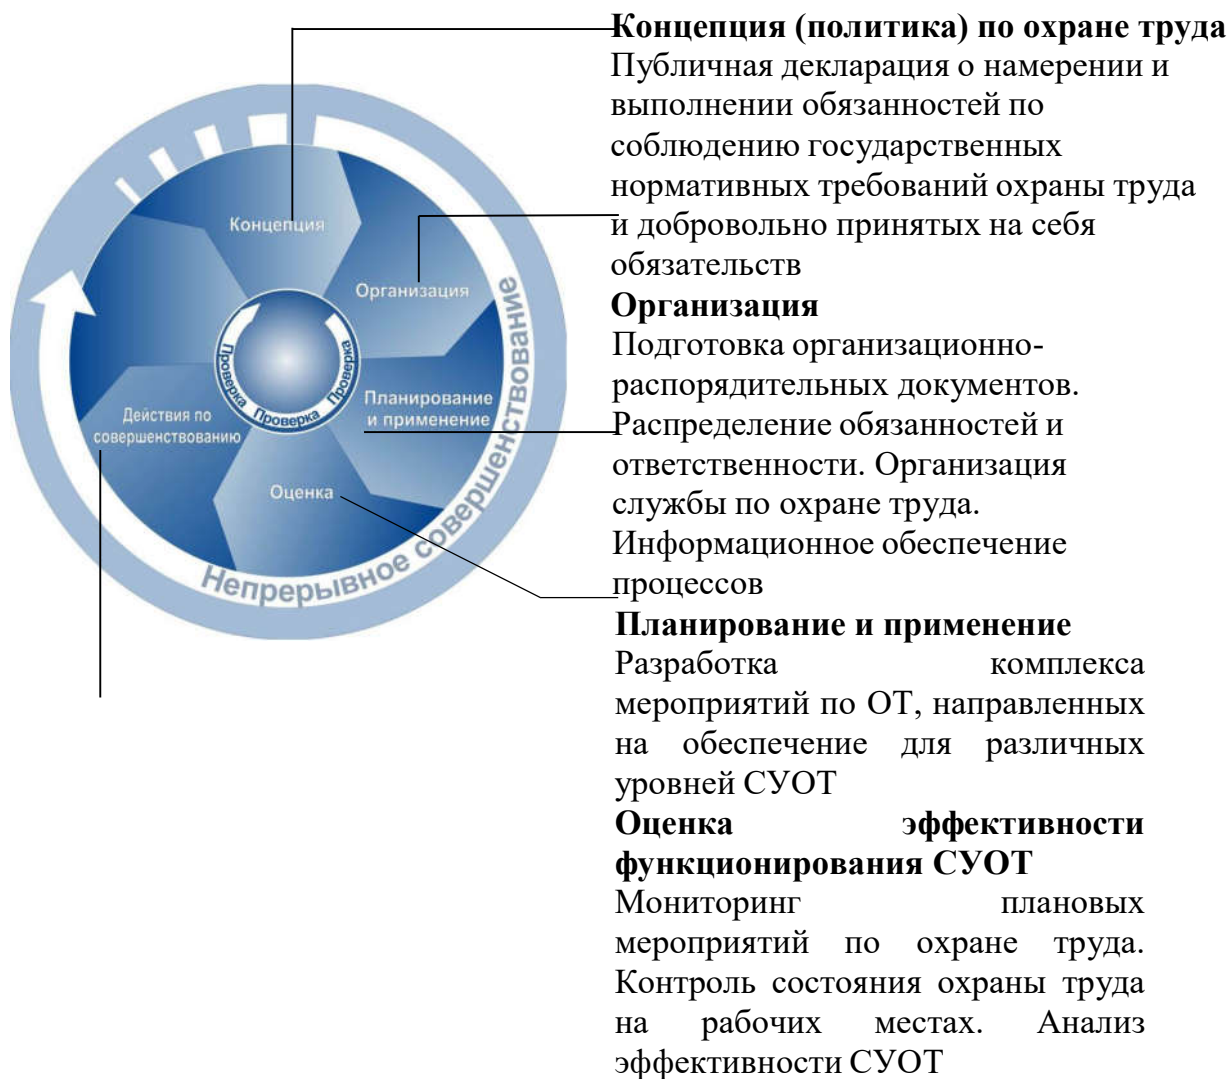 Концепция (политика) по охране труда
Публичная декларация о намерении и
выполнении обязанностей по
соблюдению государственных
нормативных требований охраны труда
и добровольно принятых на себя
обязательств
Организация
Подготовка организационно-
распорядительных документов.
Распределение обязанностей и
ответственности. Организация
службы по охране труда.
Информационное обеспечение
процессов
Планирование и применение
Разработка комплекса
мероприятий по ОТ, направленных
на обеспечение для различных
уровней СУОТ
Оценка эффективности
функционирования СУОТ
Мониторинг плановых
мероприятий по охране труда.
Контроль состояния охраны труда
на рабочих местах. Анализ
эффективности СУОТ
Концепция
Организация
Планирование
и применение
Оценка
Действия по
совершенствованию
Проверка
Проверка
Проверка
Непрерывное совершенствование